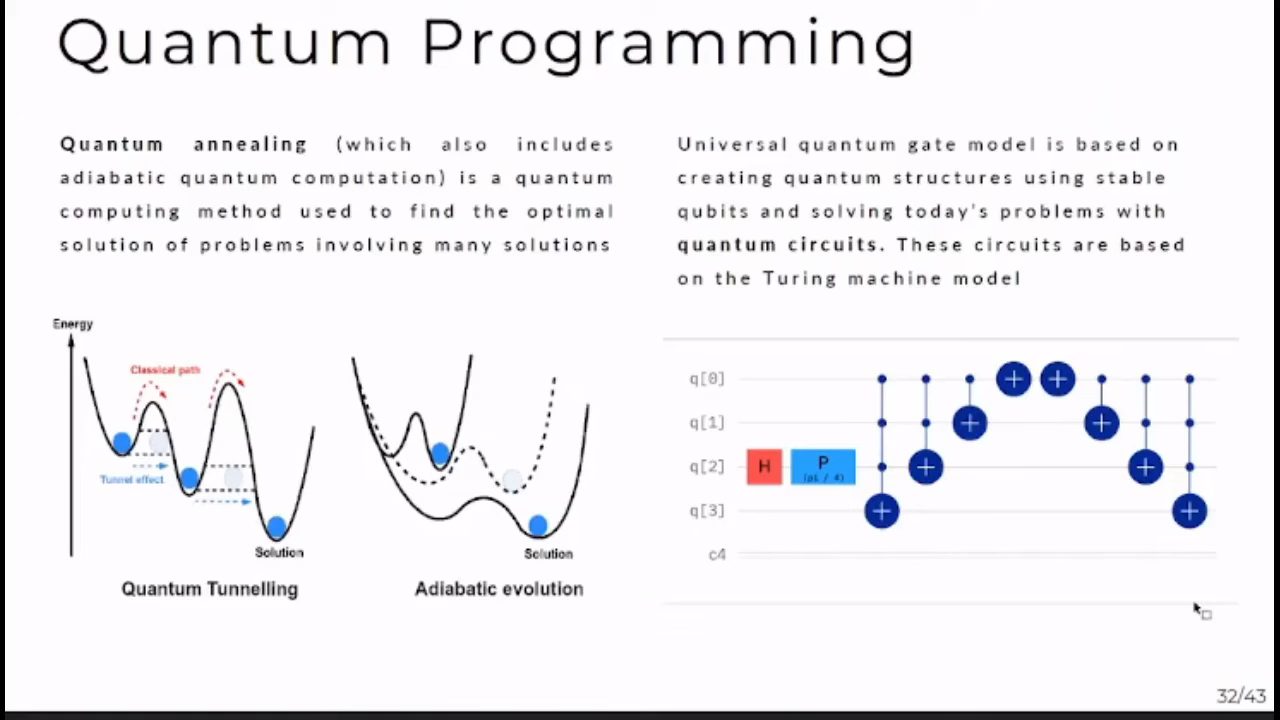 Quantum Programming
Quantum annealing (which also includes
adiabatic quantum computation) is a quantum
computing method used to find the optimal
solution of problems involving many solutions
Universal quantum gate model is based on
creating quantum structures using stable
qubits and solving today's problems with
quantum circuits. These circuits are based
on the Turing machine model
Energy
Classical path
Tunnel effect
Solution
Quantum Tunnelling
Solution
Adiabatic evolution
q[0]
q[1]
q[2] H P
(pi / 4)
q[3]
c4
32/43